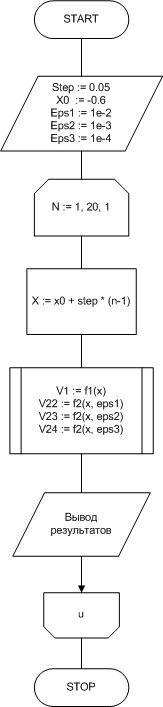 START
Step := 0.05
X0 := -0.6
Eps1 := 1e-2
Eps2 := 1e-3
Eps3 := 1e-4
N := 1, 20, 1
X := x0 + step * (n-1)
V1 := f1(x)
V22 := f2(x, eps1)
V23 := f2(x, eps2)
V24 := f2(x, eps3)
Вывод
результатов
u
STOP